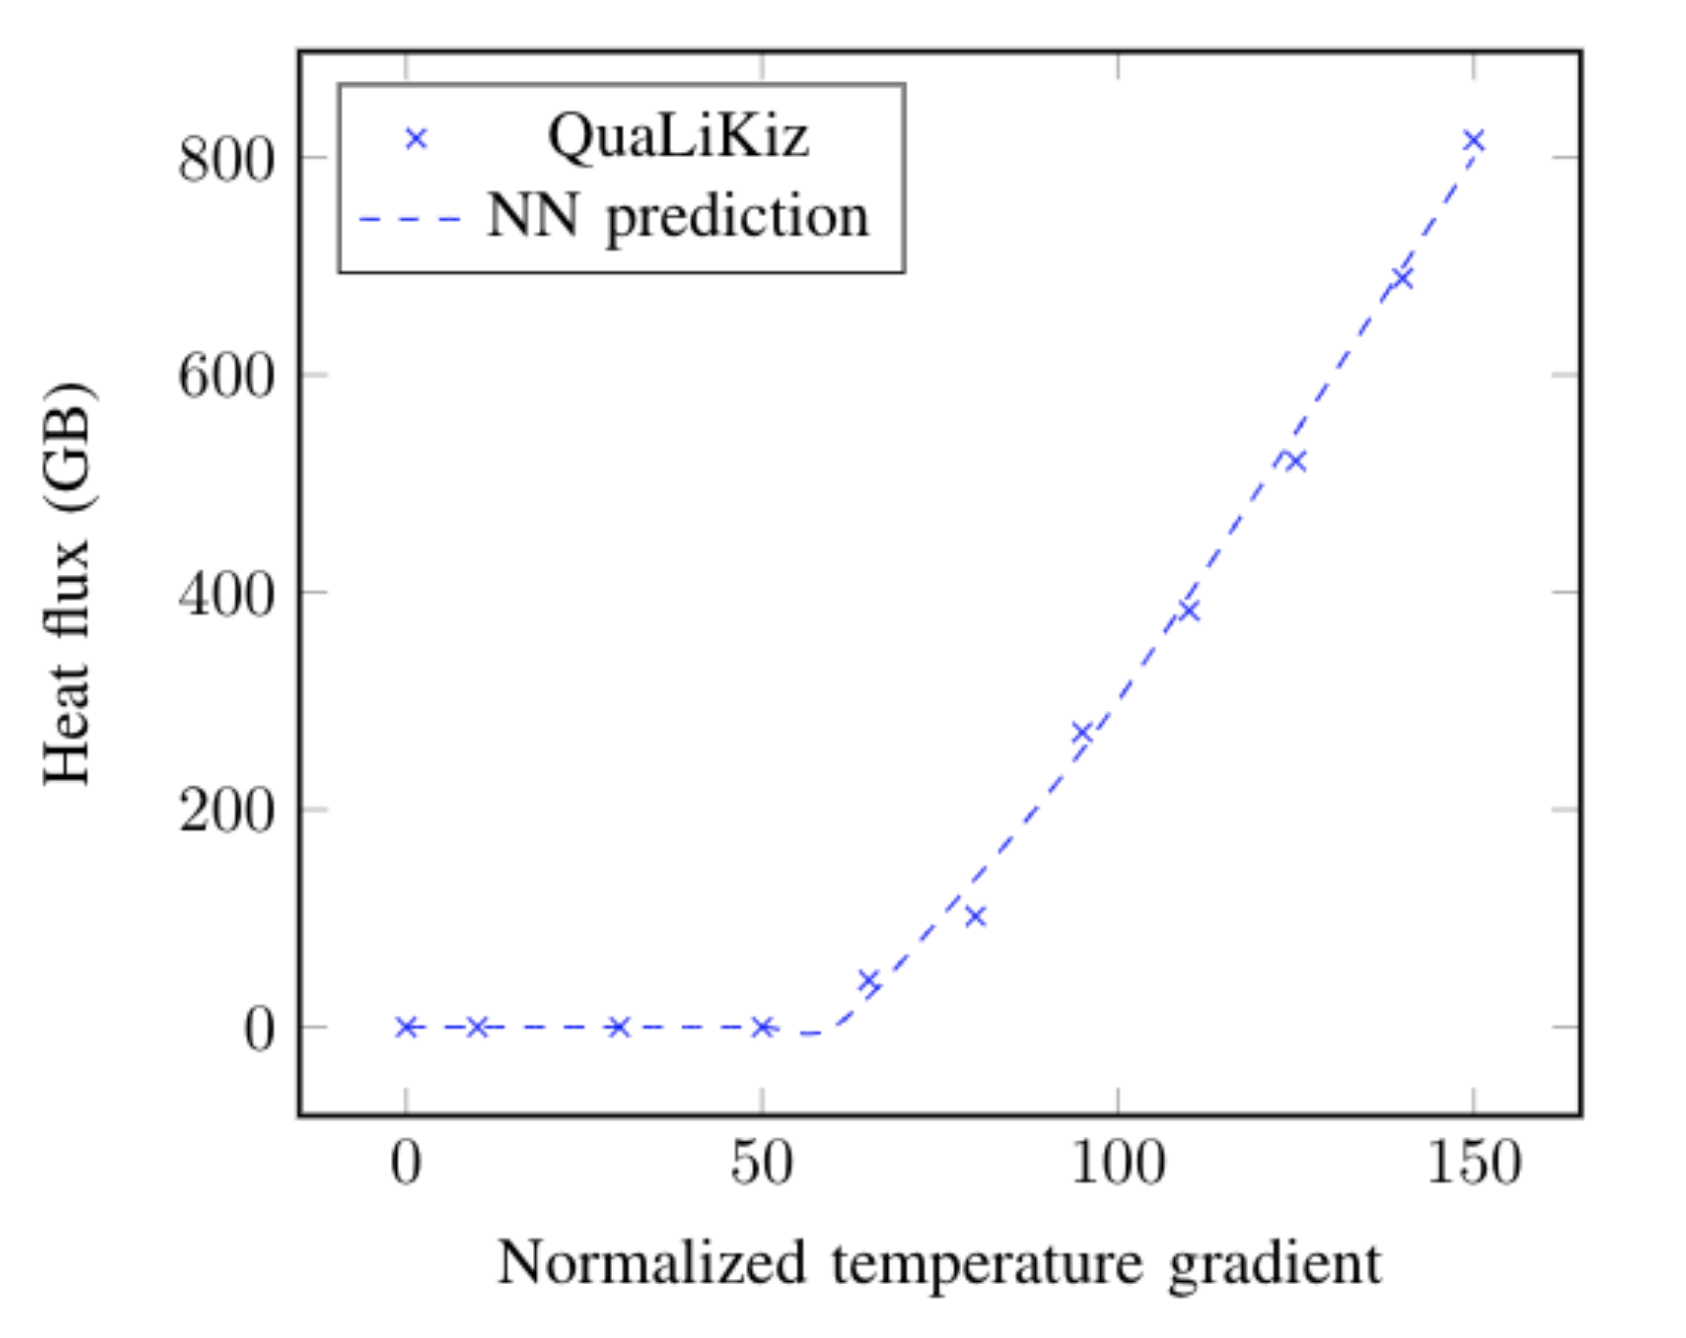 QuaLiKiz
NN prediction
800
600
400
200
0
Heat flux (GB)
0 50 100 150
Normalized temperature gradient